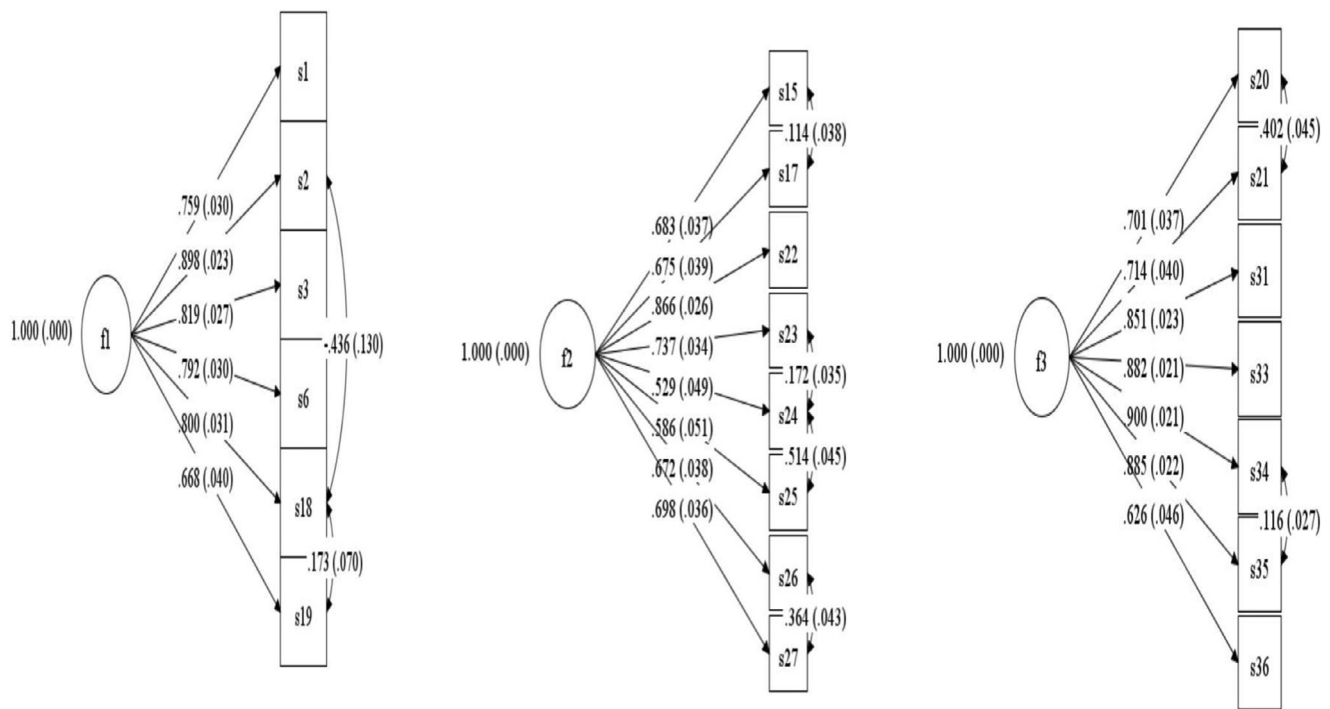 s1
s2
.759 (.030)
.898 (.023)
s3
.819 (.027)
1.000 (.000)
f1
-.436 (.130)
.792 (.030)
s6
.800 (.031)
.668 (.040)
s18
.173 (.070)
s19
s15
.114 (.038)
s17
.683 (.037)
.675 (.039)
s22
.866 (.026)
s23
.737 (.034)
1.000 (.000)
f2
.172 (.035)
.529 (.049)
s24
.586 (.051)
.514 (.045)
.672 (.038)
s25
.698 (.036)
s26
.364 (.043)
s27
s20
.402 (.045)
s21
.701 (.037)
.714 (.040)
s31
.851 (.023)
1.000 (.000)
f3
.882 (.021)
s33
.900 (.021)
.885 (.022)
s34
.626 (.046)
.116 (.027)
s35
s36